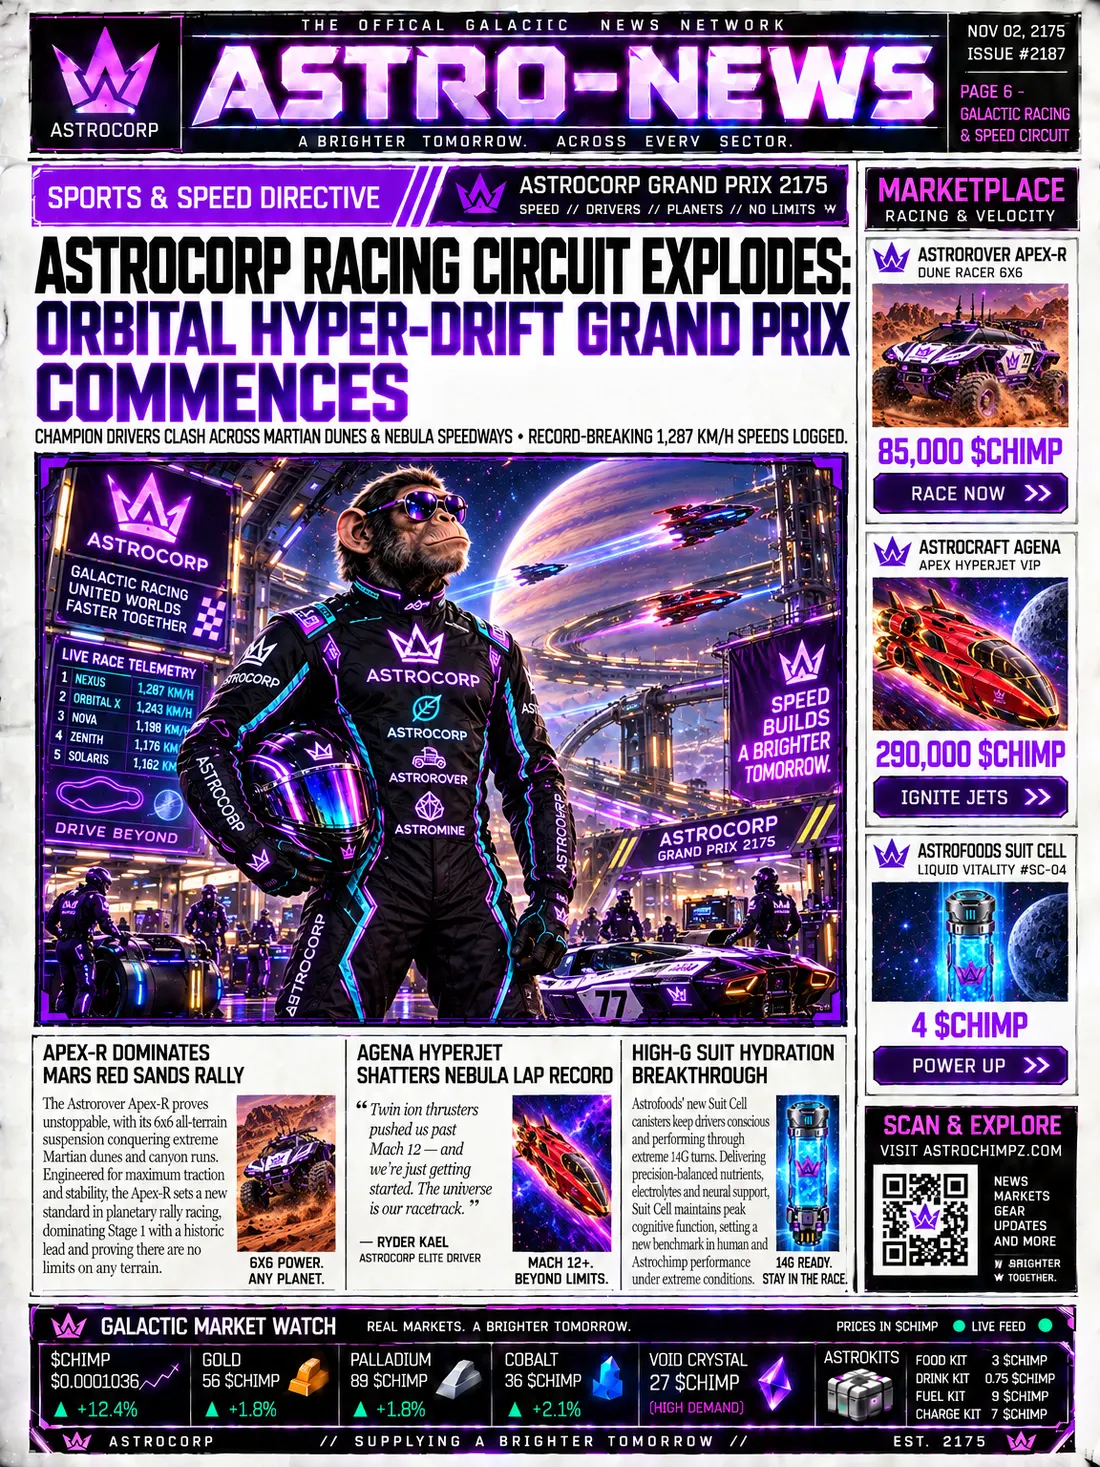 THE OFFICAL GALACIIC NEWS NETWORK
ASTRO-NEWS
A BRIGHTER TOMORROW. ACROSS EVERY SECTOR.
ASTROCORP
NOV 02, 2175
ISSUE #2187
PAGE 6 -
GALACTIC RACING
& SPEED CIRCUIT
SPORTS & SPEED DIRECTIVE
ASTROCORP GRAND PRIX 2175
SPEED // DRIVERS // PLANETS // NO LIMITS
ASTROCORP RACING CIRCUIT EXPLODES:
ORBITAL HYPER-DRIFT GRAND PRIX
COMMENCES
CHAMPION DRIVERS CLASH ACROSS MARTIAN DUNES & NEBULA SPEEDWAYS • RECORD-BREAKING 1,287 KM/H SPEEDS LOGGED.
ASTROCORP
GALACTIC RACING
UNITED WORLDS
FASTER TOGETHER
LIVE RACE TELEMETRY
1 NEXUS 1,287 KM/H
2 ORBITAL X 1,243 KM/H
3 NOVA 1,198 KM/H
4 ZENITH 1,176 KM
5 SOLARIS 1,162 KM
DRIVE BEYOND
ASTROCORP
ASTROCORP
ASTROCORP
ASTROROVER
ASTROMINE
ASTROCORP
ASTROCORP
ASTROCORP
AST
SPEED
BUILDS
A BRIGHTER
TOMORROW.
ASTROCORP
GRAND PRIX 2175
77
APEX-R DOMINATES
MARS RED SANDS RALLY
The Astrorover Apex-R proves
unstoppable, with its 6x6 all-terrain
suspension conquering extreme
Martian dunes and canyon runs.
Engineered for maximum traction
and stability, the Apex-R sets a new
standard in planetary rally racing,
dominating Stage 1 with a historic
lead and proving there are no
limits on any terrain.
6X6 POWER.
ANY PLANET.
AGENA HYPERJET
SHATTERS NEBULA LAP RECORD
“ Twin ion thrusters
pushed us past
Mach 12 — and
we're just getting
started. The universe
is our racetrack. ”
— RYDER KAEL
ASTROCORP ELITE DRIVER
MACH 12+.
BEYOND LIMITS.
HIGH-G SUIT HYDRATION
BREAKTHROUGH
Astrofoods' new Suit Cell
canisters keep drivers conscious
and performing through
extreme 14G turns. Delivering
precision-balanced nutrients,
electrolytes and neural support,
Suit Cell maintains peak
cognitive function, setting a
new benchmark in human and
Astrochimp performance
under extreme conditions.
14G READY.
STAY IN THE RACE.
MARKETPLACE
RACING & VELOCITY
ASTROROVER APEX-R
DUNE RACER 6X6
77
85,000 $CHIMP
RACE NOW
ASTROCRAFT AGENA
APEX HYPERJET VIP
290,000 $CHIMP
IGNITE JETS
ASTROFOODS SUIT CELL
LIQUID VITALITY #SC-04
4 $CHIMP
POWER UP
SCAN & EXPLORE
VISIT ASTROCHIMPZ.COM
NEWS
MARKETS
GEAR
UPDATES
AND MORE
BRIGHTER
TOGETHER.
GALACTIC MARKET WATCH
REAL MARKETS. A BRIGHTER TOMORROW.
PRICES IN $CHIMP
LIVE FEED
$CHIMP
$0.0001036
▲ +12.4%
GOLD
56 $CHIMP
▲ +1.8%
PALLADIUM
89 $CHIMP
▲ +1.8%
COBALT
36 $CHIMP
▲ +2.1%
VOID CRYSTAL
27 $CHIMP
(HIGH DEMAND)
ASTROKITS
FOOD KIT 3 $CHIMP
DRINK KIT 0.75 $CHIMP
FUEL KIT 9 $CHIMP
CHARGE KIT 7 $CHIMP
ASTROCORP
// SUPPLYING A BRIGHTER TOMORROW //
EST. 2175